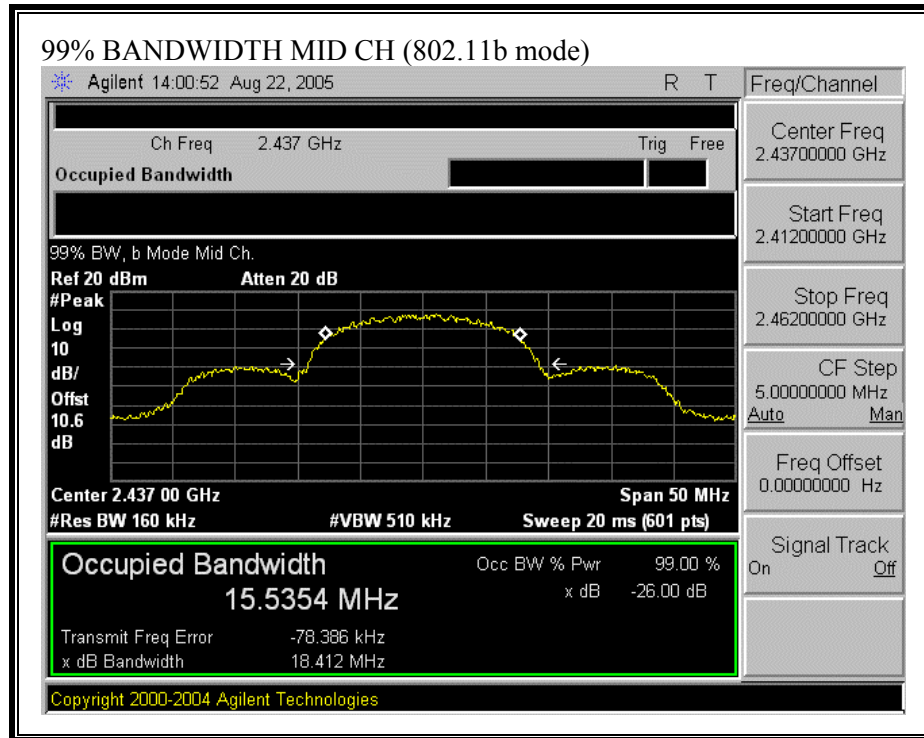 99% BANDWIDTH MID CH (802.11b mode)
Agilent 14:00:52 Aug 22, 2005 R T
Freq/Channel
Ch Freq 2.437 GHz Trig Free
Occupied Bandwidth
Center Freq
2.43700000 GHz
Start Freq
2.41200000 GHz
Stop Freq
2.46200000 GHz
CF Step
5.00000000 MHz
Auto Man
Freq Offset
0.00000000 Hz
Signal Track
On Off
99% BW, b Mode Mid Ch.
Ref 20 dBm Atten 20 dB
#Peak
Log
10
dB/
Offst
10.6
dB
Center 2.437 00 GHz Span 50 MHz
#Res BW 160 kHz #VBW 510 kHz Sweep 20 ms (601 pts)
Occupied Bandwidth
15.5354 MHz
Occ BW % Pwr 99.00 %
x dB -26.00 dB
Transmit Freq Error -78.386 kHz
x dB Bandwidth 18.412 MHz
Copyright 2000-2004 Agilent Technologies